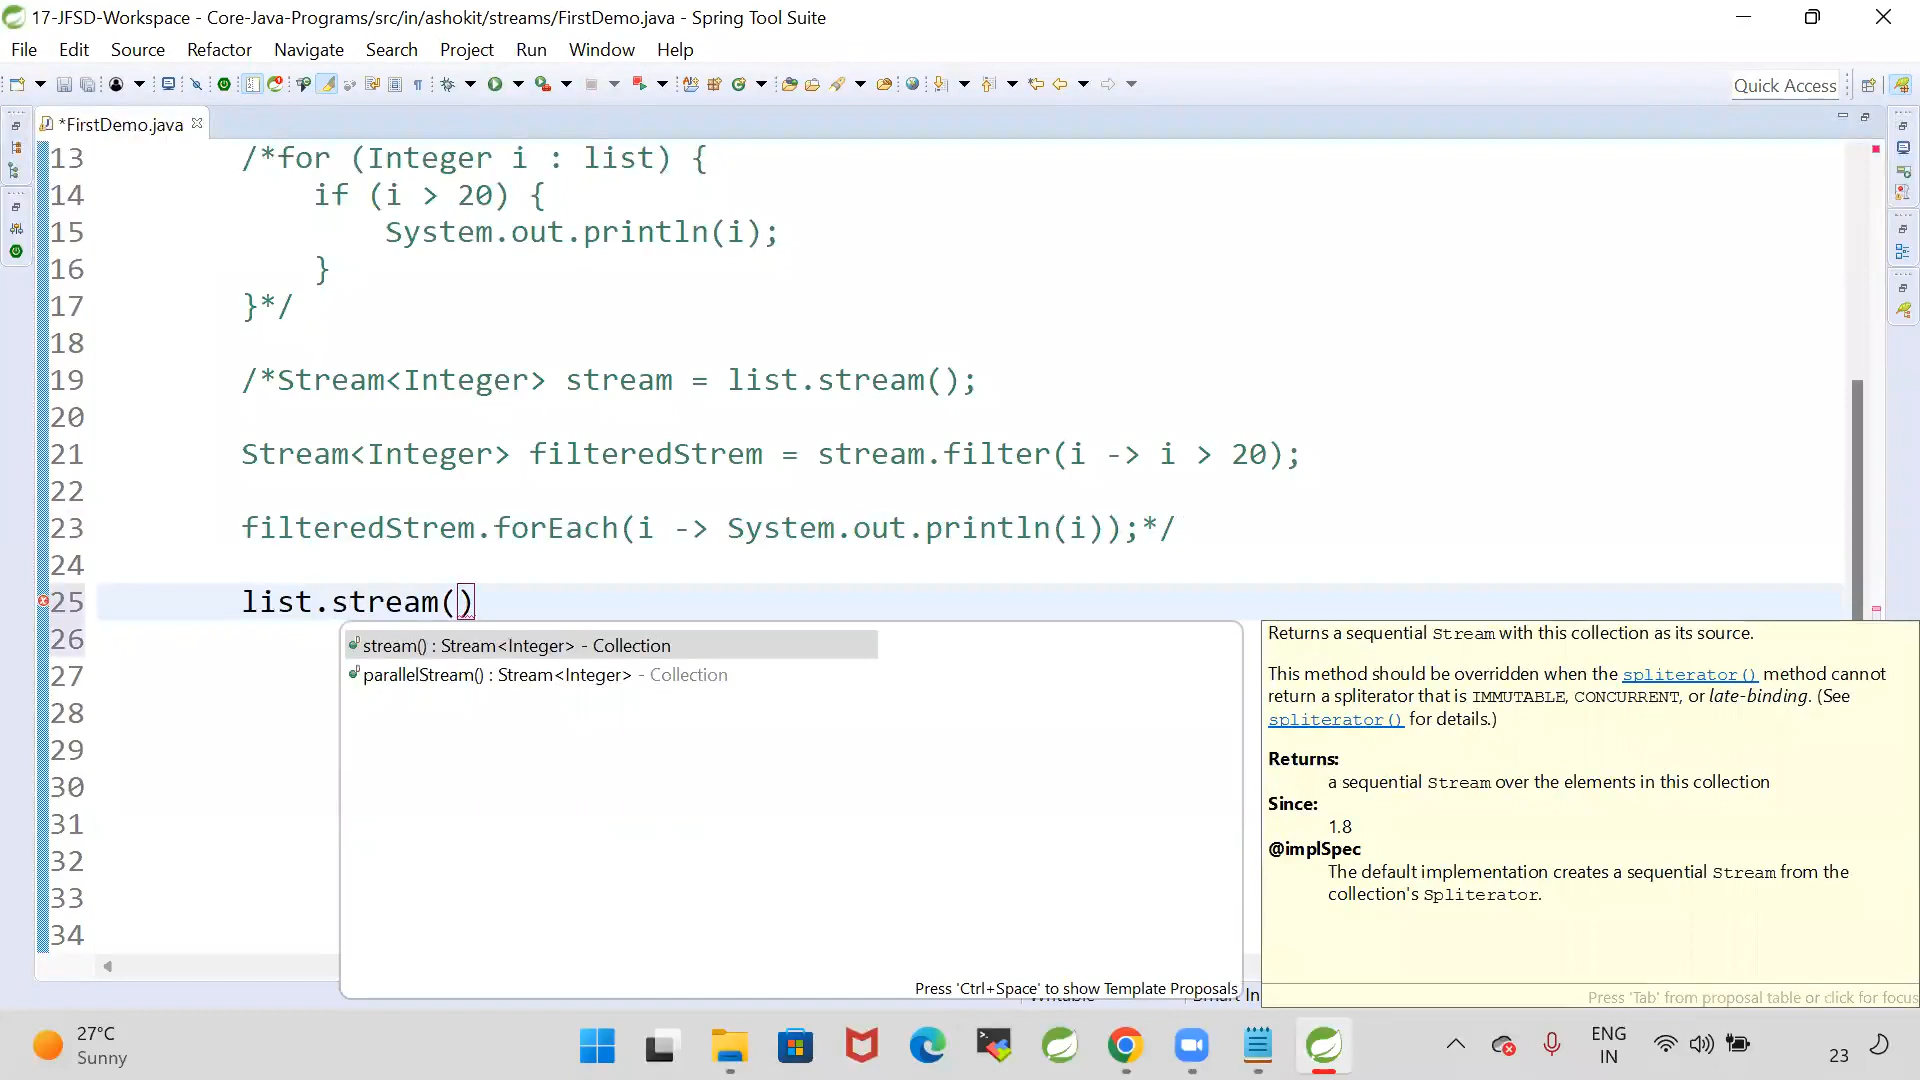 17-JFSD-Workspace - Core-Java-Programs/src/in/ashokit/streams/FirstDemo.java - Spring Tool Suite
File Edit Source Refactor Navigate Search Project Run Window Help
Quick Access
*FirstDemo.java
13 /*for (Integer i : list) {
14 if (i > 20) {
15 System.out.println(i);
16 }
17 }*/
18
19 /*Stream<Integer> stream = list.stream();
20
21 Stream<Integer> filteredStrem = stream.filter(i -> i > 20);
22
23 filteredStrem.forEach(i -> System.out.println(i));*/
24
25 list.stream()
26
27
28
29
30
31
32
33
34
stream() : Stream<Integer> - Collection
parallelStream() : Stream<Integer> - Collection
Press 'Ctrl+Space' to show Template Proposals
Returns a sequential Stream with this collection as its source.
This method should be overridden when the spliterator() method cannot
return a spliterator that is IMMUTABLE, CONCURRENT, or late-binding. (See
spliterator() for details.)
Returns:
a sequential Stream over the elements in this collection
Since:
1.8
@implSpec
The default implementation creates a sequential Stream from the
collection's Spliterator.
Press 'Tab' from proposal table or click for focus
27°C
Sunny
ENG
IN
23